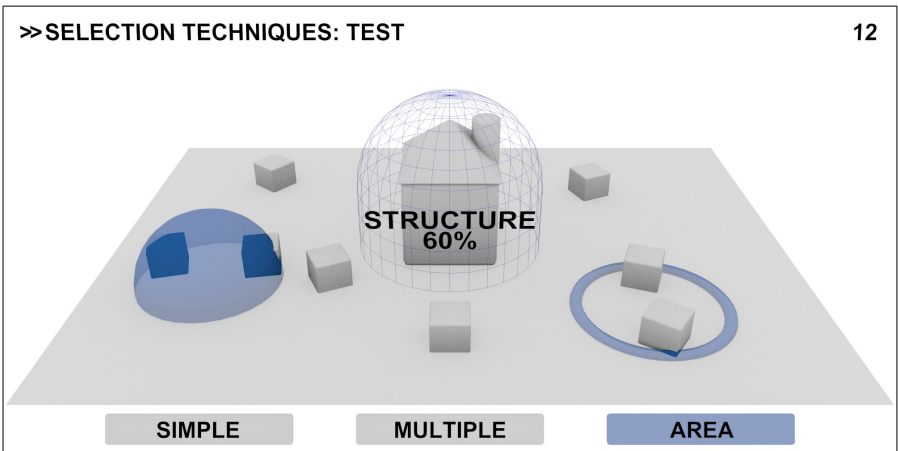 >> SELECTION TECHNIQUES: TEST 12
STRUCTURE
60%
SIMPLE MULTIPLE AREA